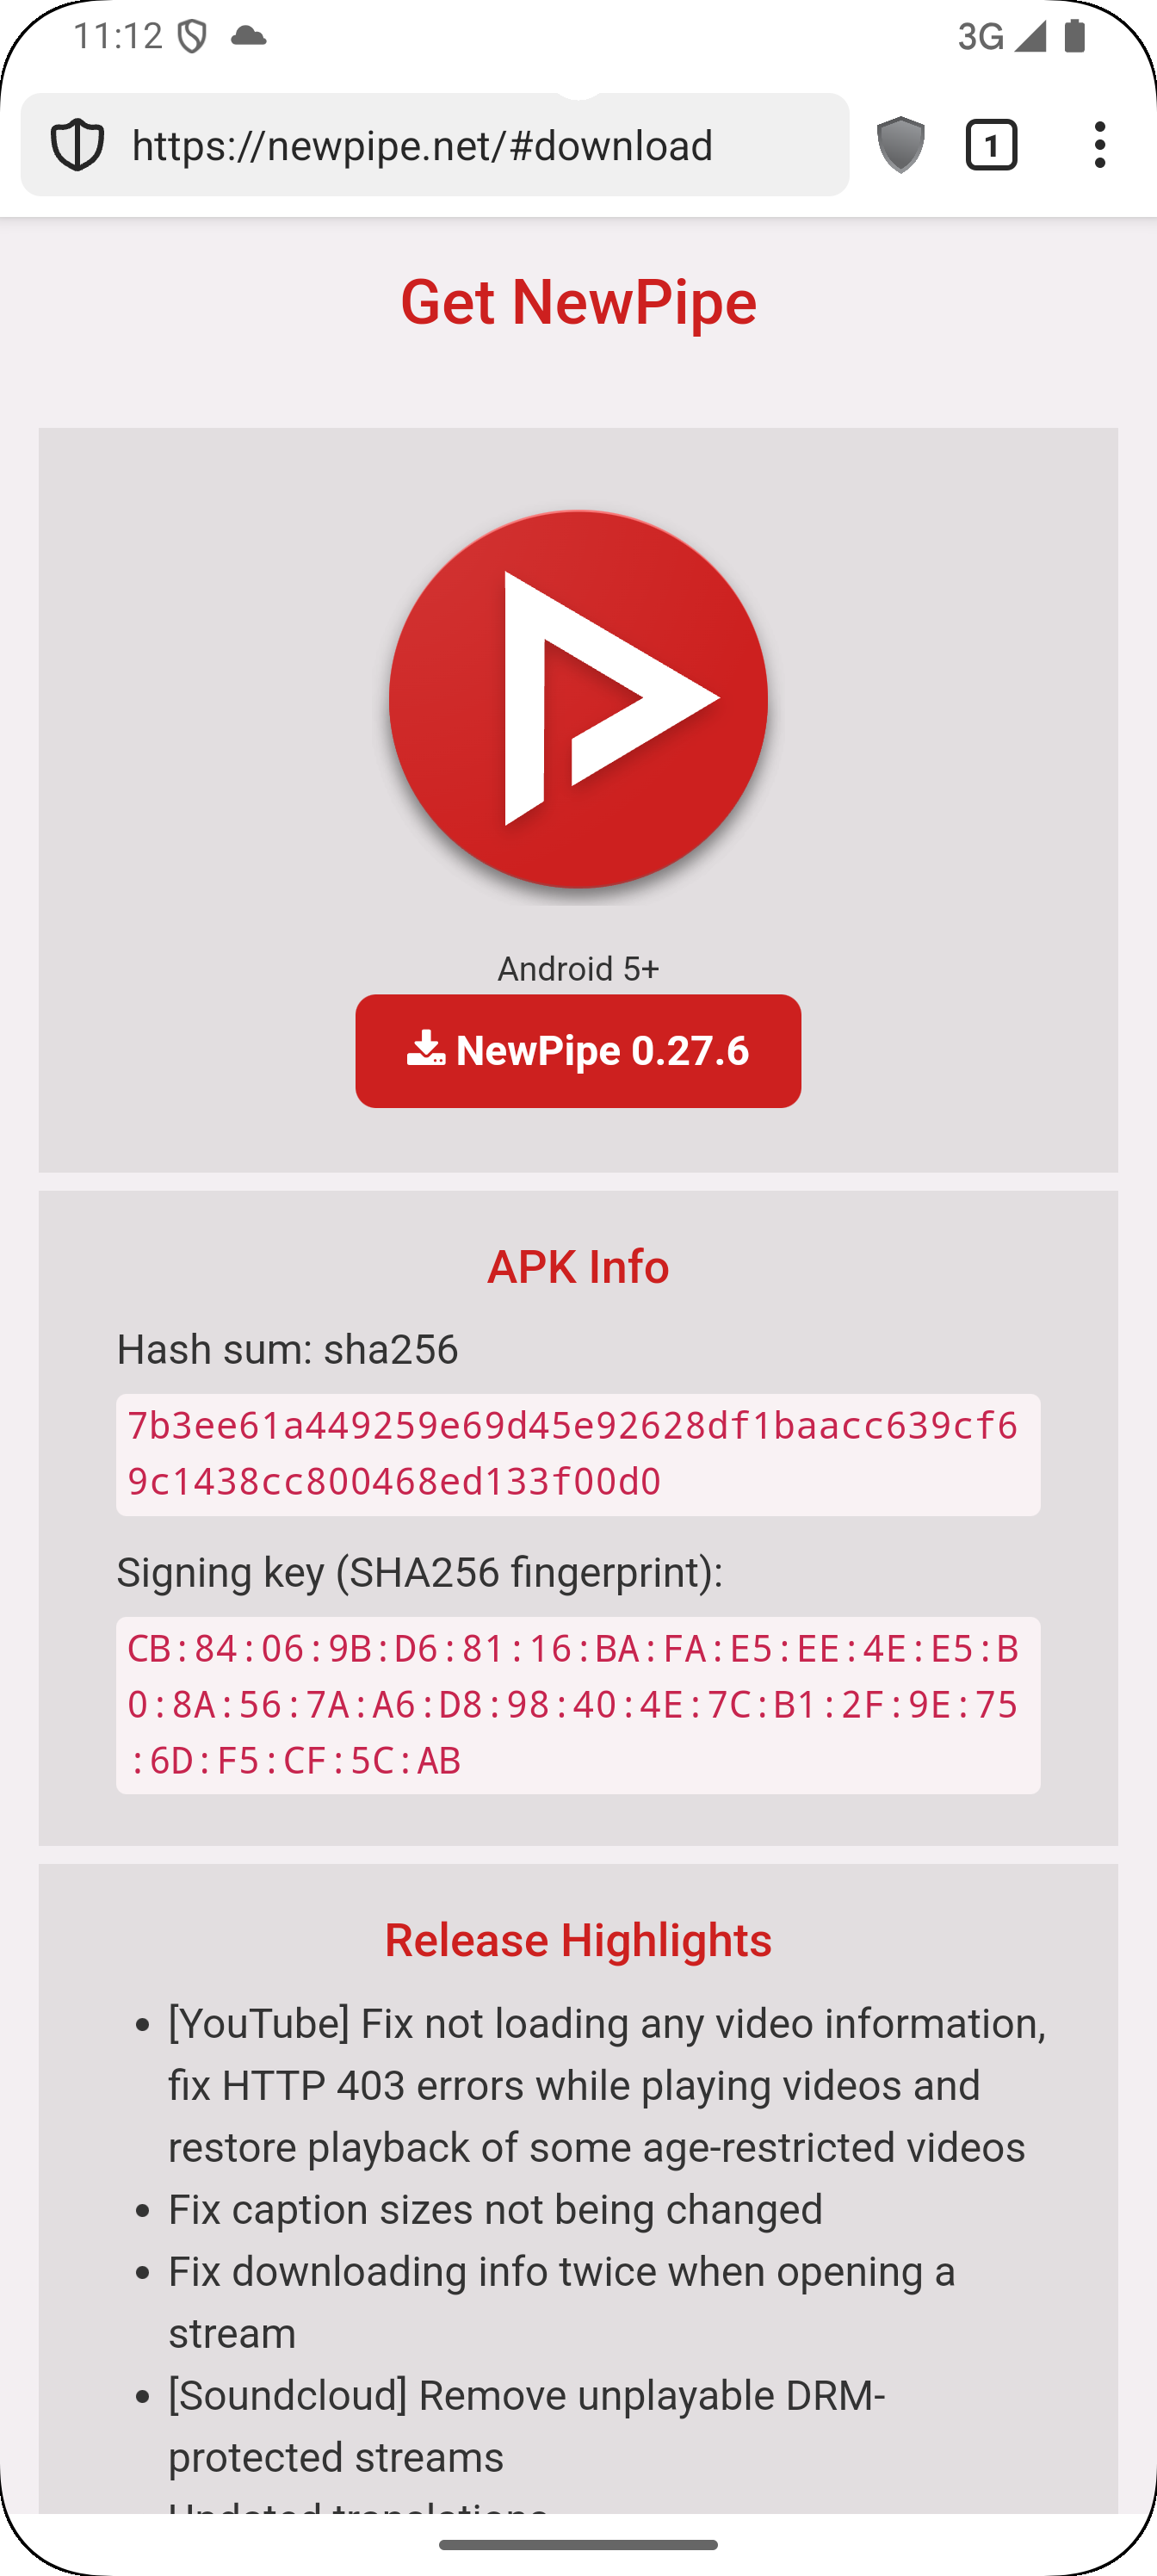 11:12
3G
https://newpipe.net/#download
1
Get NewPipe
Android 5+
NewPipe 0.27.6
APK Info
Hash sum: sha256
7b3ee61a449259e69d45e92628df1baacc639cf6
9c1438cc800468ed133f00d0
Signing key (SHA256 fingerprint):
CB:84:06:9B:D6:81:16:BA:FA:E5:EE:4E:E5:B
0:8A:56:7A:A6:D8:98:40:4E:7C:B1:2F:9E:75
:6D:F5:CF:5C:AB
Release Highlights
• [YouTube] Fix not loading any video information,
fix HTTP 403 errors while playing videos and
restore playback of some age-restricted videos
• Fix caption sizes not being changed
• Fix downloading info twice when opening a
stream
• [Soundcloud] Remove unplayable DRM-
protected streams
Updated translations